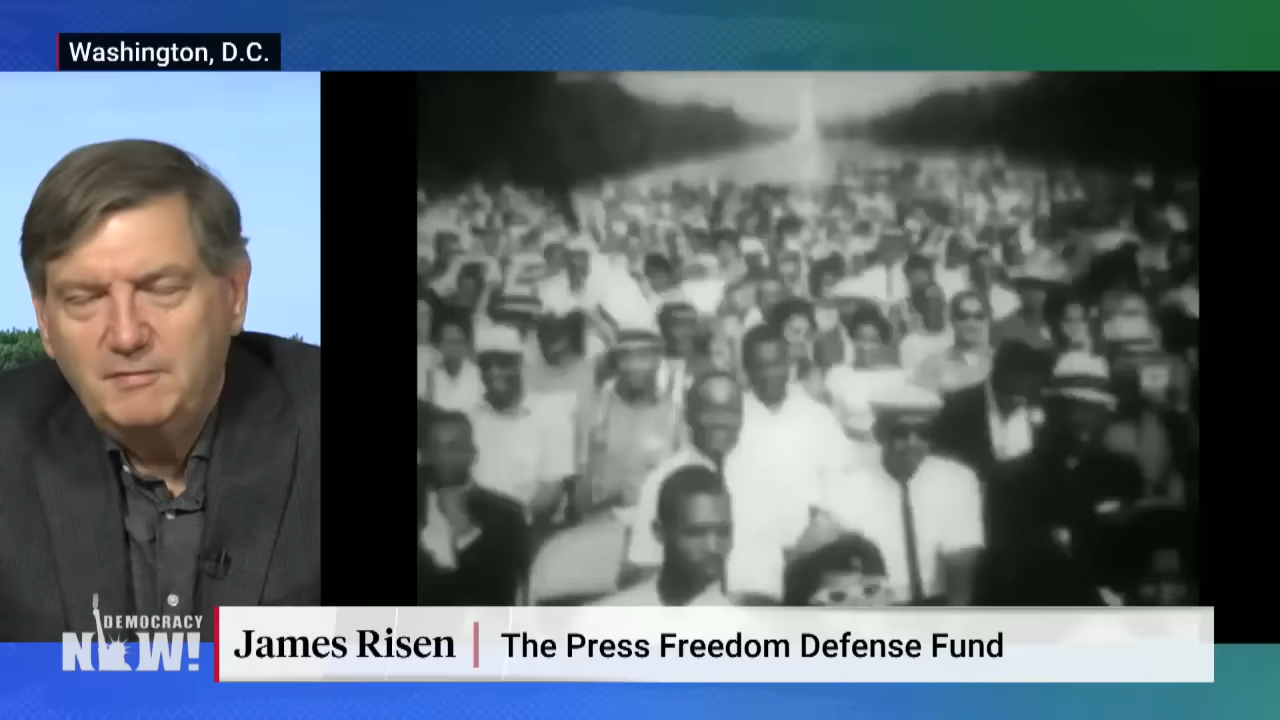 Washington, D.C.
DEMOCRACY
NOW!
James Risen | The Press Freedom Defense Fund